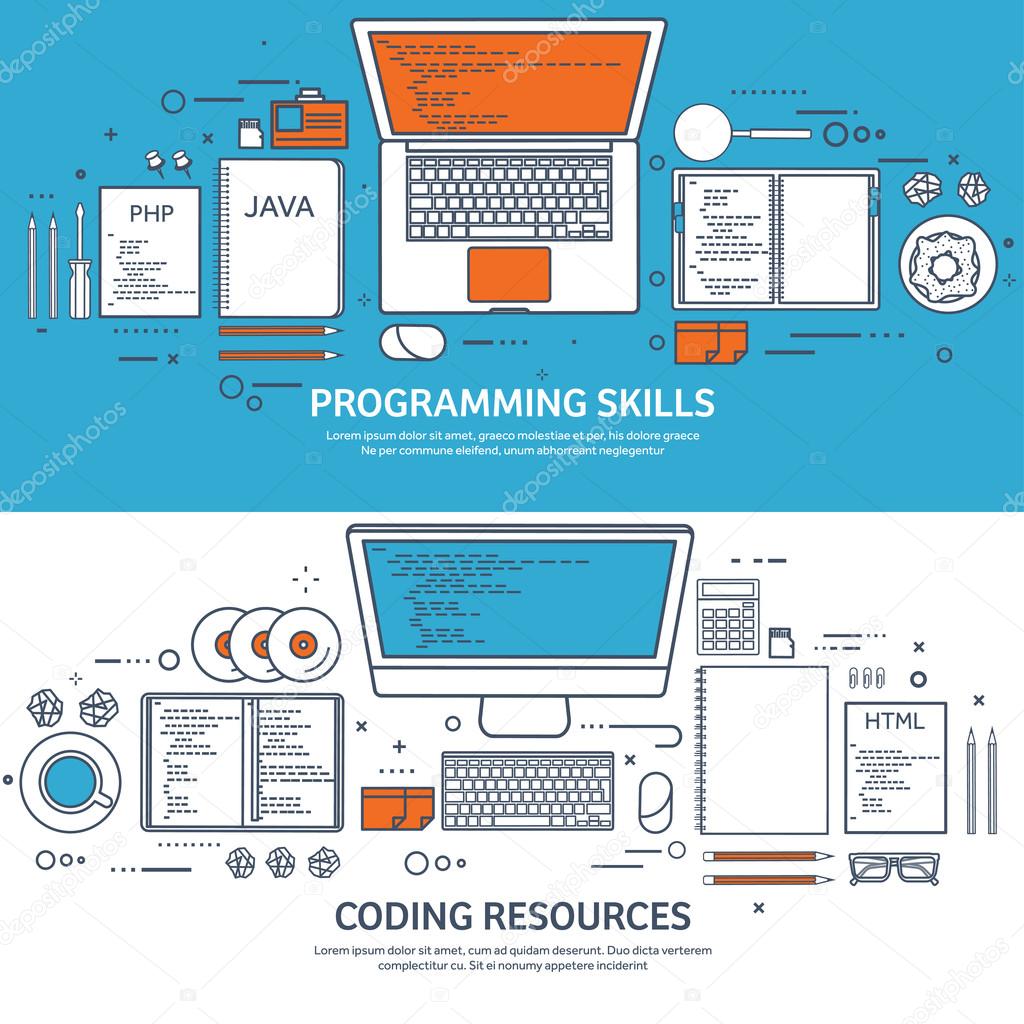 PHP
JAVA
PROGRAMMING SKILLS
Lorem ipsum dolor sit amet, graeco molestiae et per, his dolore graece
Ne per commune eleifend, unum abhorreant neglegentur
HTML
CODING RESOURCES
Lorem ipsum dolor sit amet, cum ad quidam deserunt. Duo dicta verterem
complectitur cu. Sit ei nonumy appetere inciderint
depositphotos